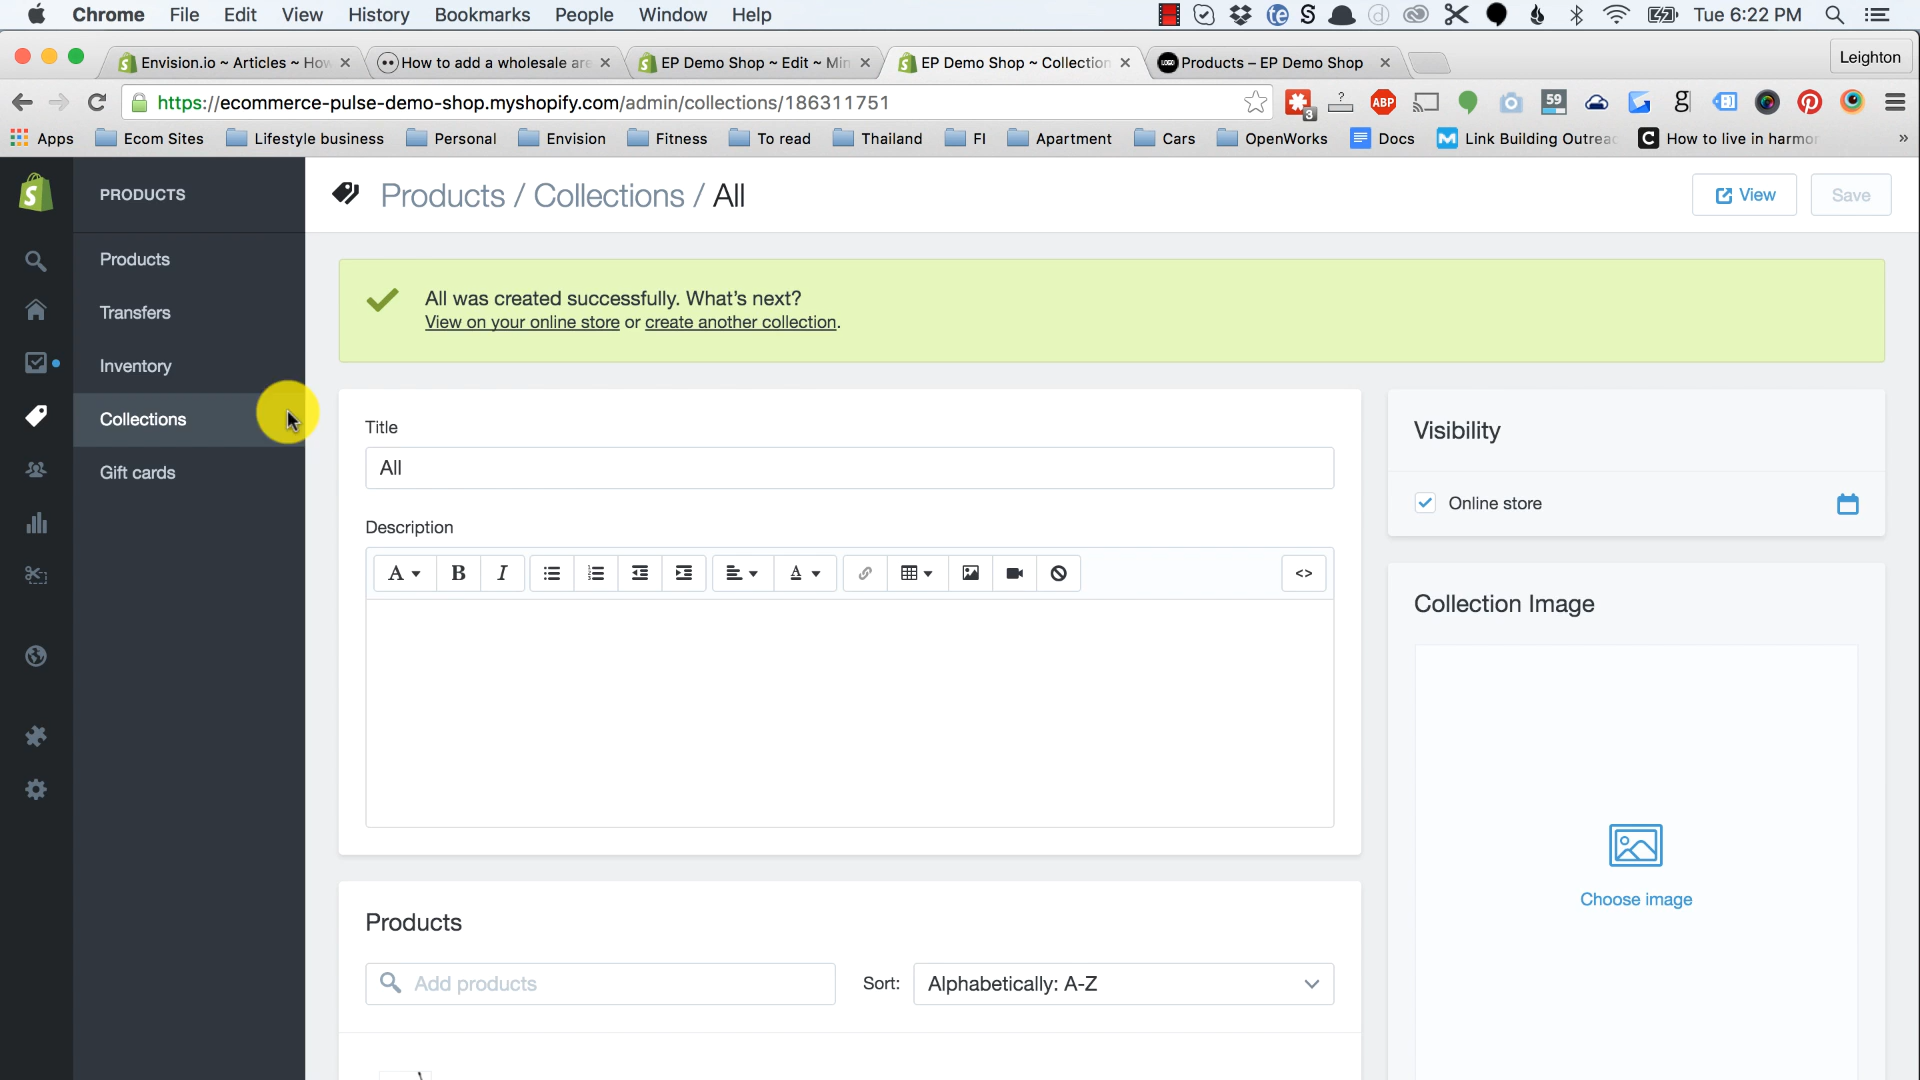 Chrome File Edit View History Bookmarks People Window Help Tue 6:22 PM
Envision.io ~ Articles ~ How How to add a wholesale are EP Demo Shop ~ Edit ~ Min EP Demo Shop ~ Collection Products – EP Demo Shop Leighton
https://ecommerce-pulse-demo-shop.myshopify.com/admin/collections/186311751 3 ? ABP 59
Apps Ecom Sites Lifestyle business Personal Envision Fitness To read Thailand FI Apartment Cars OpenWorks Docs Link Building Outreac How to live in harmor »
PRODUCTS
Products / Collections / All
View Save
Products
Transfers
Inventory
Collections
Gift cards
All was created successfully. What's next?
View on your online store or create another collection.
Title
All
Description
Visibility
Online store
Collection Image
Choose image
Products
Add products
Sort: Alphabetically: A-Z